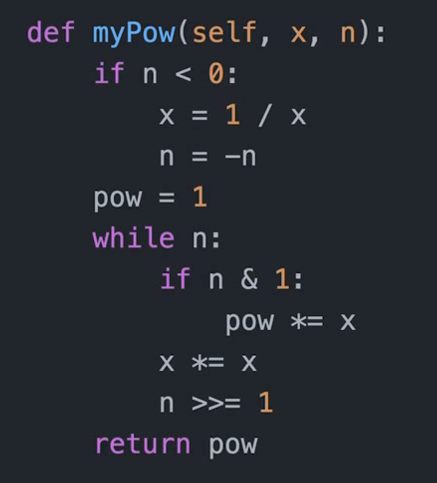 def myPow(self, x, n):
    if n < 0:
        x = 1 / x
        n = −n
    pow = 1
    while n:
        if n & 1:
            pow *= x
        x *= x
        n >>= 1
    return pow